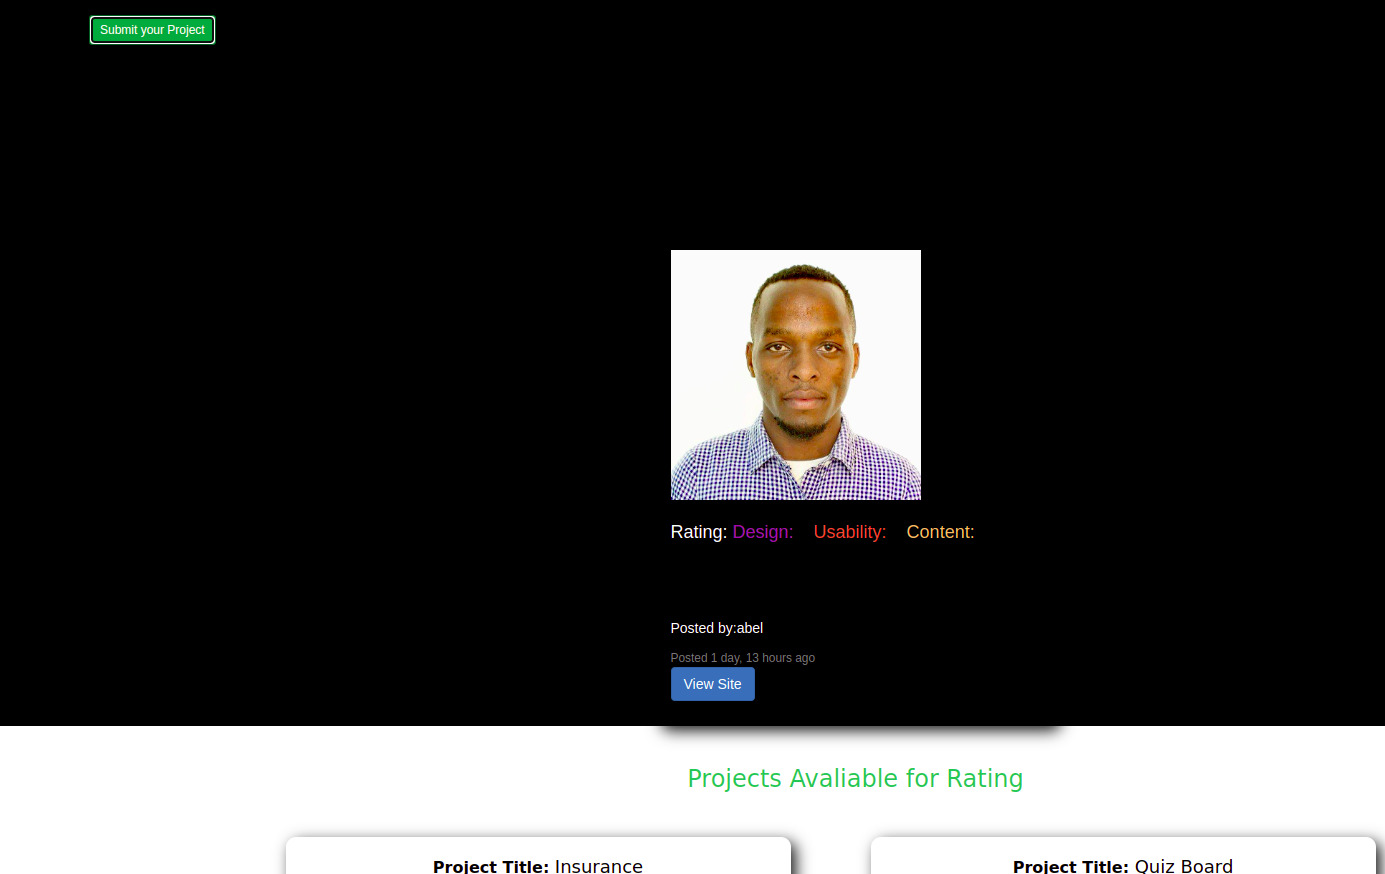 Submit your Project
Rating: Design: Usability: Content:
Posted by:abel
Posted 1 day, 13 hours ago
View Site
Projects Avaliable for Rating
Project Title: Insurance
Project Title: Quiz Board